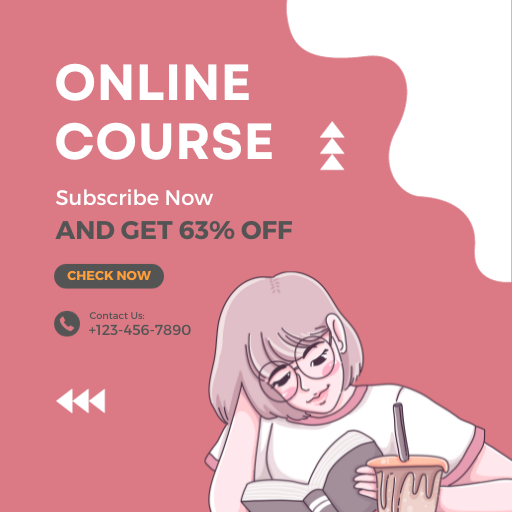 ONLINE
COURSE
Subscribe Now
AND GET 63% OFF
CHECK NOW
Contact Us:
+123-456-7890